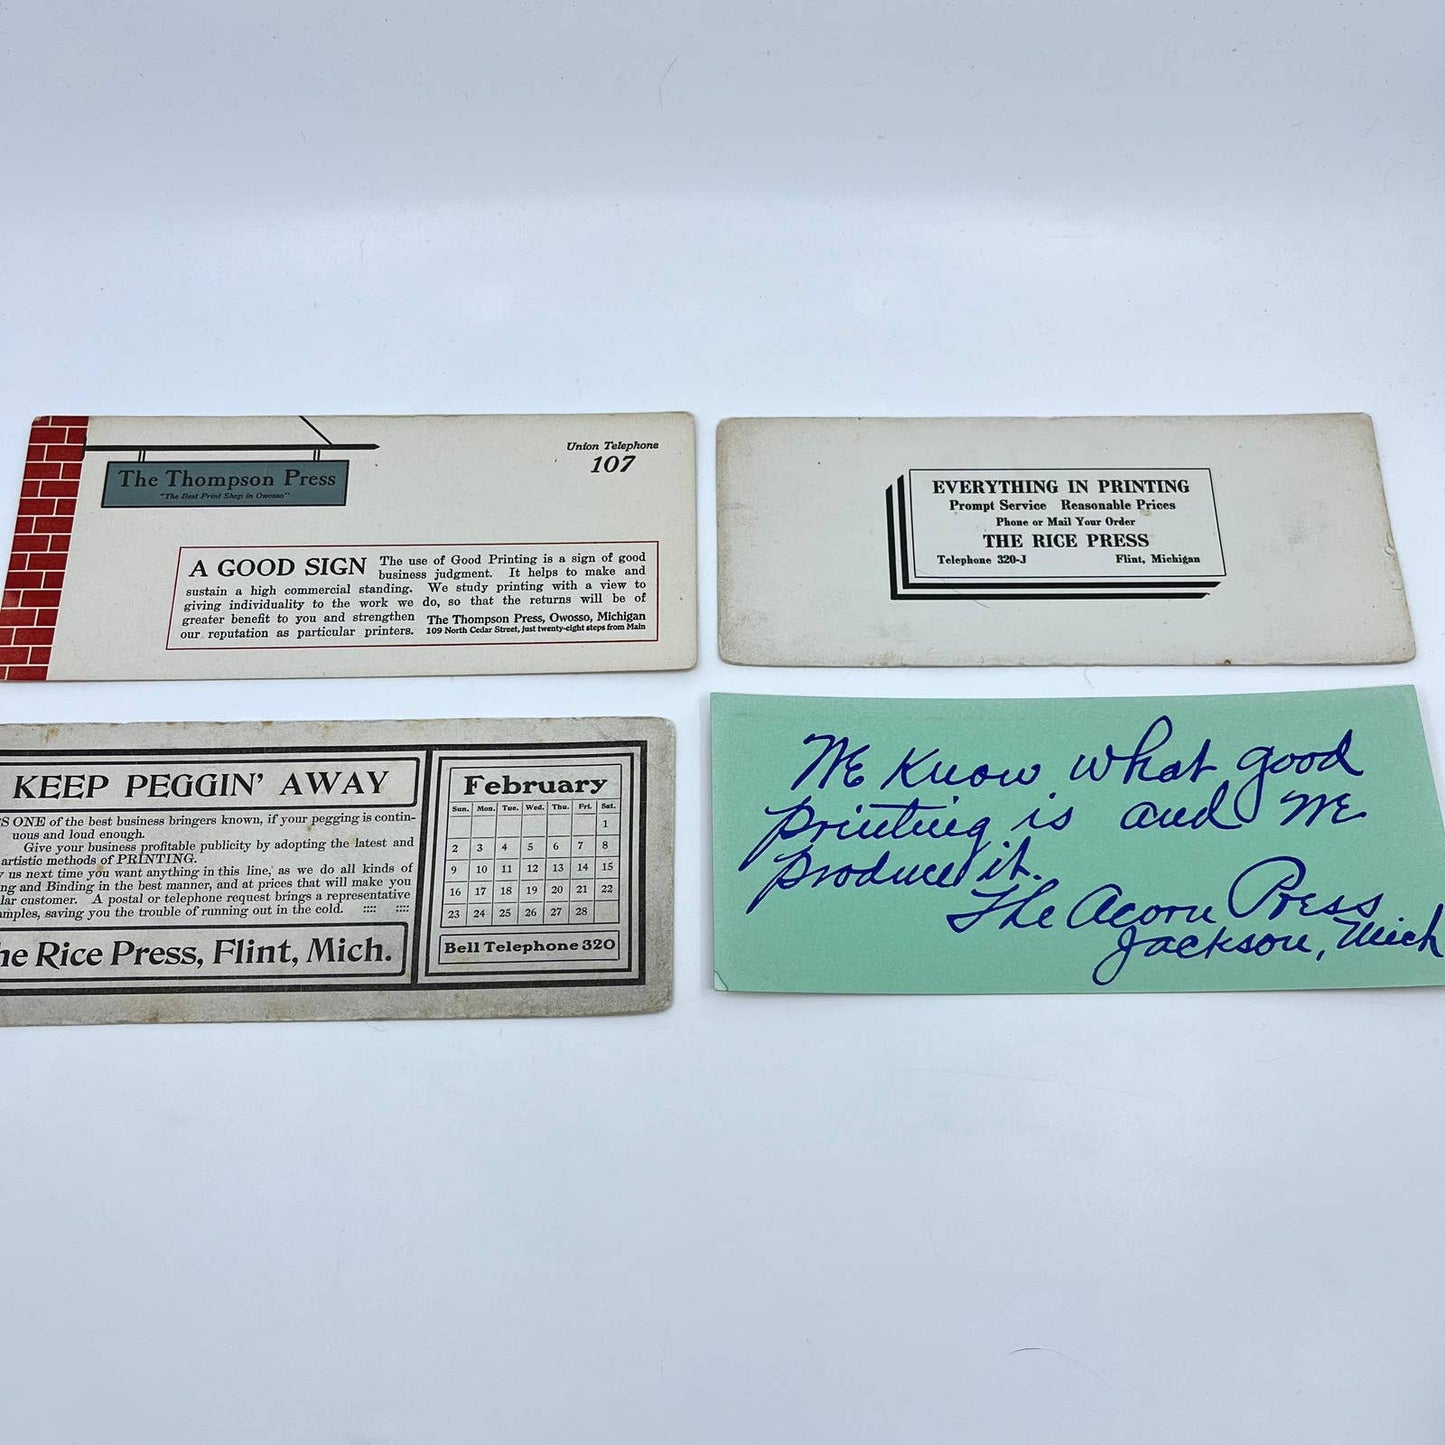 The Thompson Press
"The Best Print Shop in Owosso"
Union Telephone
107
A GOOD SIGN The use of Good Printing is a sign of good
business judgment. It helps to make and
sustain a high commercial standing. We study printing with a view to
giving individuality to the work we do, so that the returns will be of
greater benefit to you and strengthen
our reputation as particular printers.
The Thompson Press, Owosso, Michigan
109 North Cedar Street, just twenty-eight steps from Main
EVERYTHING IN PRINTING
Prompt Service Reasonable Prices
Phone or Mail Your Order
THE RICE PRESS
Telephone 320-J Flint, Michigan
KEEP PEGGIN' AWAY
ONE of the best business bringers known, if your pegging is contin-
uous and loud enough.
Give your business profitable publicity by adopting the latest and
artistic methods of PRINTING.
us next time you want anything in this line, as we do all kinds of
and Binding in the best manner, and at prices that will make you
customer. A postal or telephone request brings a representative
saving you the trouble of running out in the cold.
Rice Press, Flint, Mich.
February
Sun. Mon. Tue. Wed. Thu. Fri. Sat.
1
2 3 4 5 6 7 8
9 10 11 12 13 14 15
16 17 18 19 20 21 22
23 24 25 26 27 28
Bell Telephone 320
We know what good
printing is and we
produce it.
The Acorn Press
Jackson, Mich